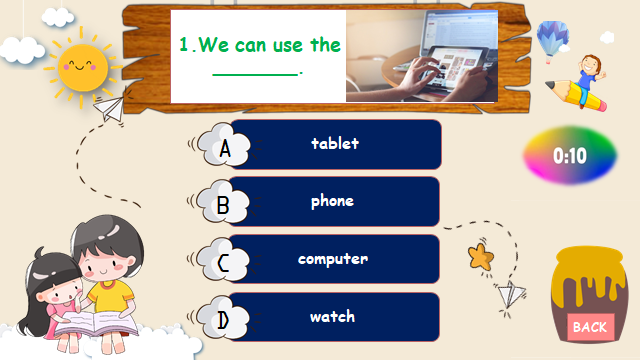 1.We can use the
________.
A tablet
B phone
C computer
D watch
0:10
BACK